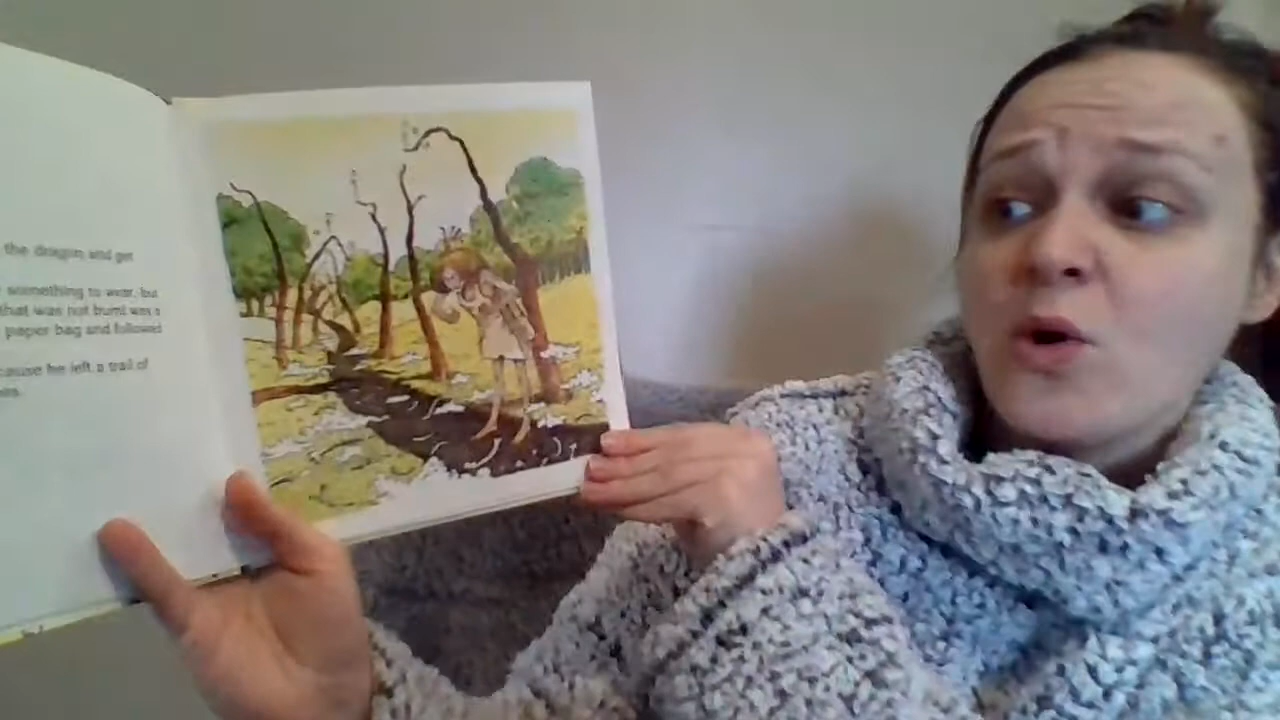 the dragon and get
something to wear, but
that was not burnt was a
paper bag and followed
cause he left a trail of